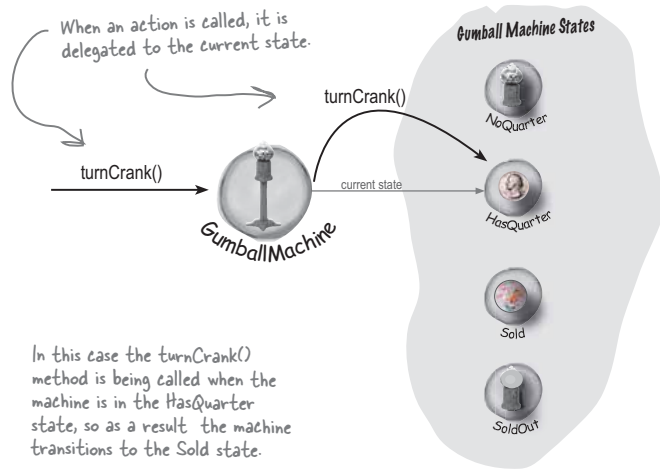 When an action is called, it is
delegated to the current state.
Gumball Machine States
turnCrank()
NoQuarter
turnCrank()
current state
GumballMachine
HasQuarter
Sold
SoldOut
In this case the turnCrank()
method is being called when the
machine is in the HasQuarter
state, so as a result the machine
transitions to the Sold state.